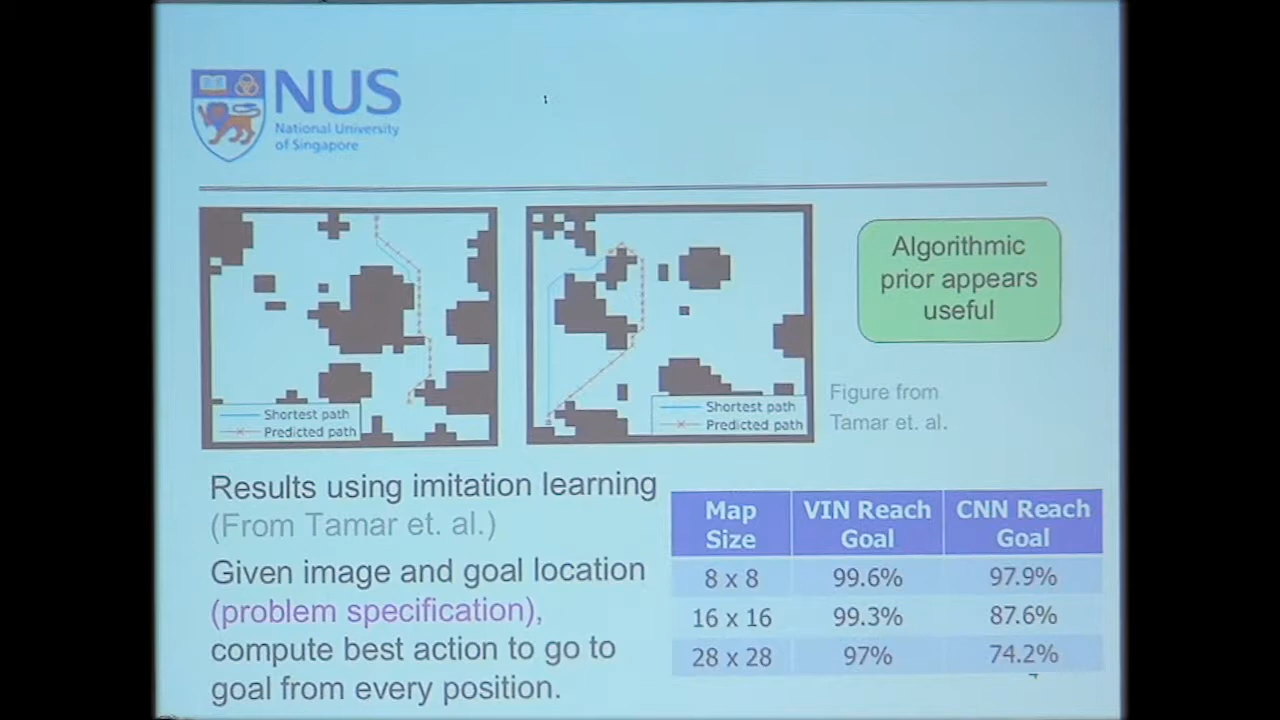 NUS
National University
of Singapore
Shortest path
Predicted path
Shortest path
Predicted path
Algorithmic
prior appears
useful
Figure from
Tamar et. al.
Results using imitation learning
(From Tamar et. al.)
Given image and goal location
(problem specification),
compute best action to go to
goal from every position.
Map Size VIN Reach Goal CNN Reach Goal
8 x 8 99.6% 97.9%
16 x 16 99.3% 87.6%
28 x 28 97% 74.2%
4